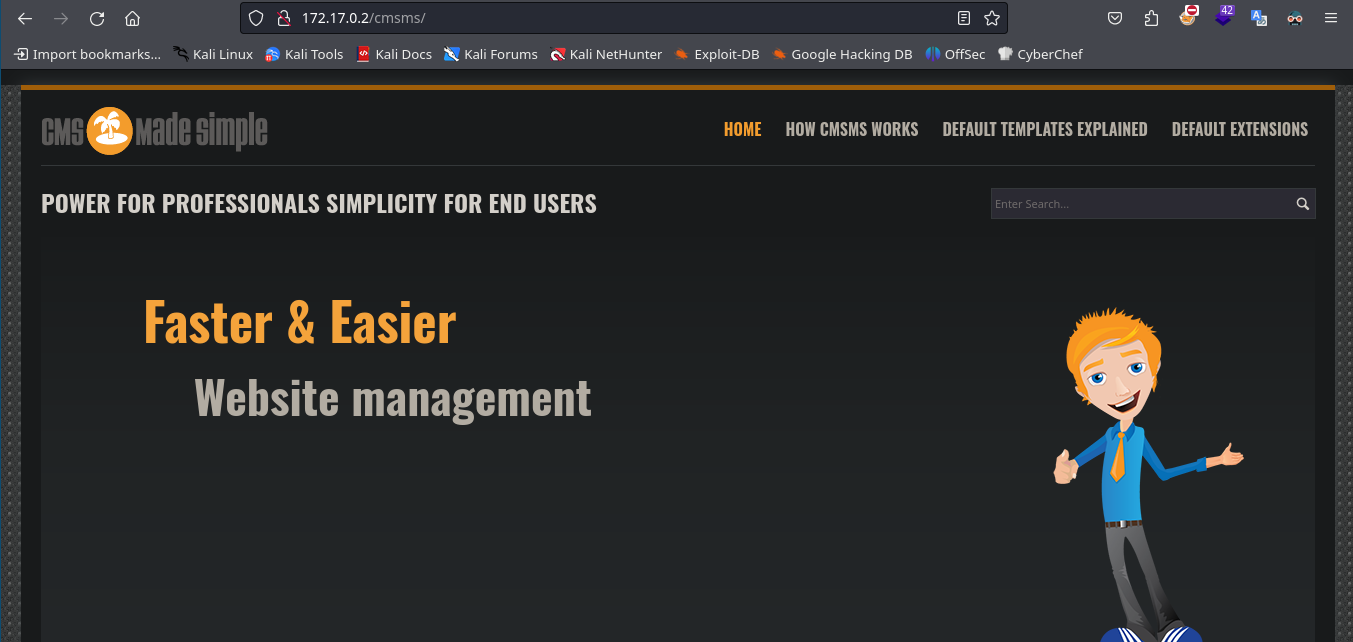 172.17.0.2/cmsms/
42
Import bookmarks... Kali Linux Kali Tools Kali Docs Kali Forums Kali NetHunter Exploit-DB Google Hacking DB OffSec CyberChef
cms made simple HOME HOW CMSMS WORKS DEFAULT TEMPLATES EXPLAINED DEFAULT EXTENSIONS
POWER FOR PROFESSIONALS SIMPLICITY FOR END USERS Enter Search...
Faster & Easier
Website management